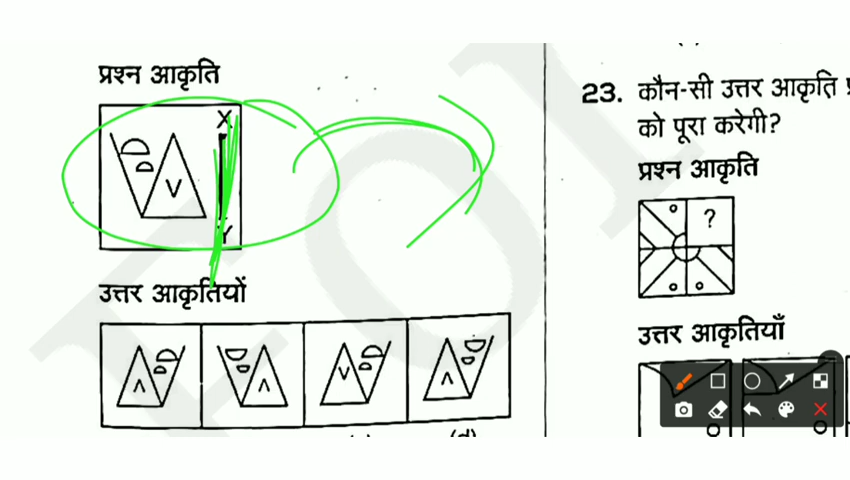 प्रश्न आकृति
X
V
Y
उत्तर आकृतियों
Λ
Λ
V
Λ
(d)
23. कौन-सी उत्तर आकृति
को पूरा करेगी?
प्रश्न आकृति
?
उत्तर आकृतियाँ